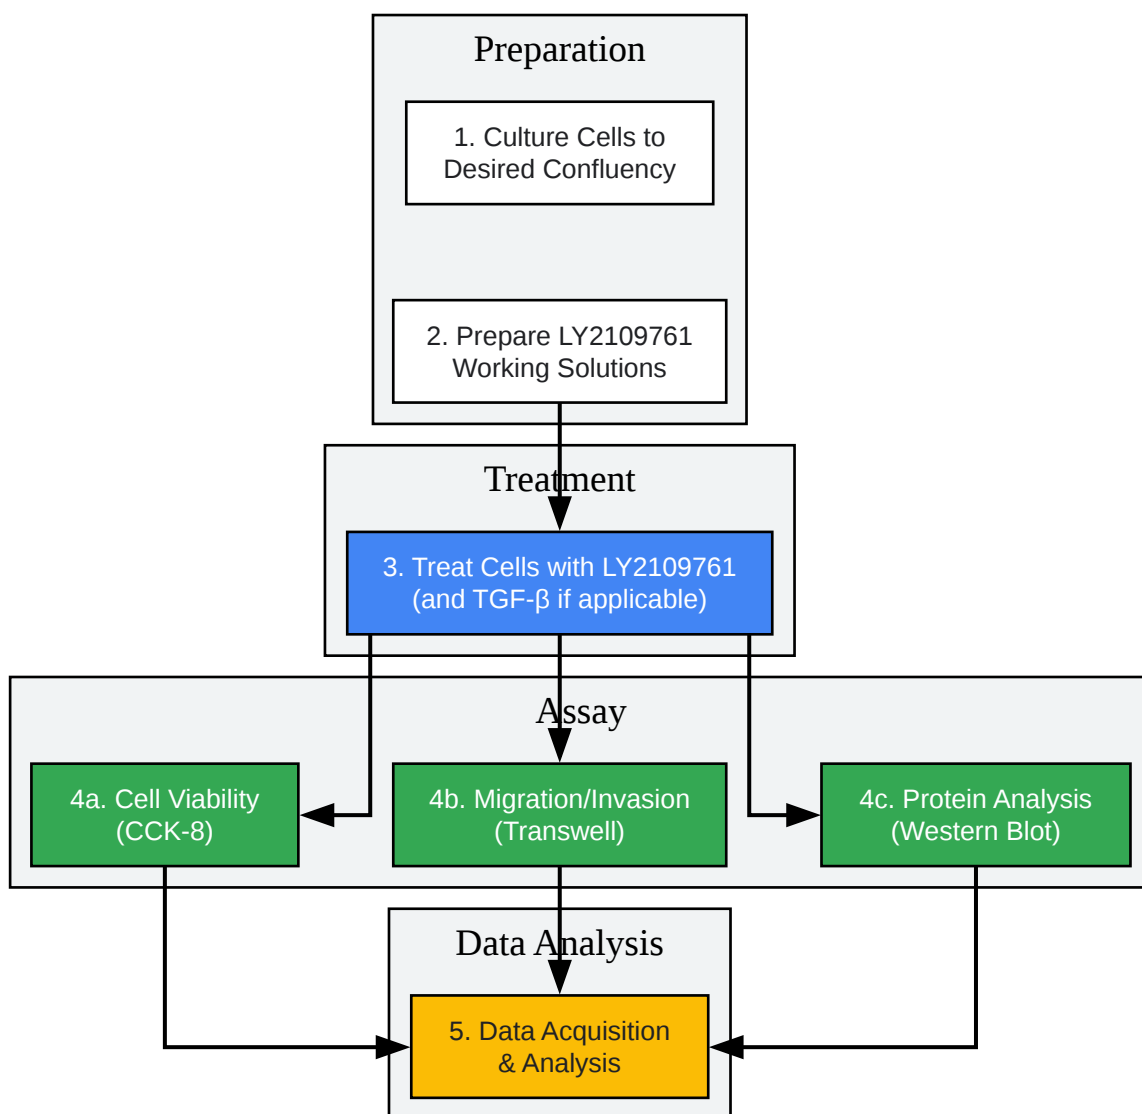 Preparation
1. Culture Cells to
Desired Confluency
2. Prepare LY2109761
Working Solutions
Treatment
3. Treat Cells with LY2109761
(and TGF-β if applicable)
Assay
4a. Cell Viability
(CCK-8)
4b. Migration/Invasion
(Transwell)
4c. Protein Analysis
(Western Blot)
Data Analysis
5. Data Acquisition
& Analysis